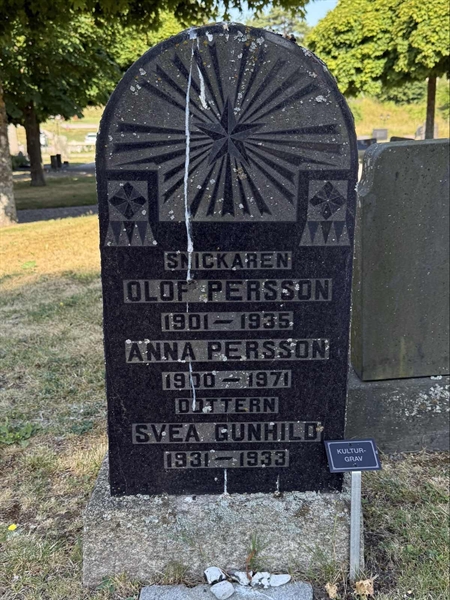 SNICKAREN
OLOF PERSSON
1901—1935
ANNA PERSSON
1900—1971
DOTTERN
SVEA GUNHILD
1931—1933
KULTUR-
GRAV